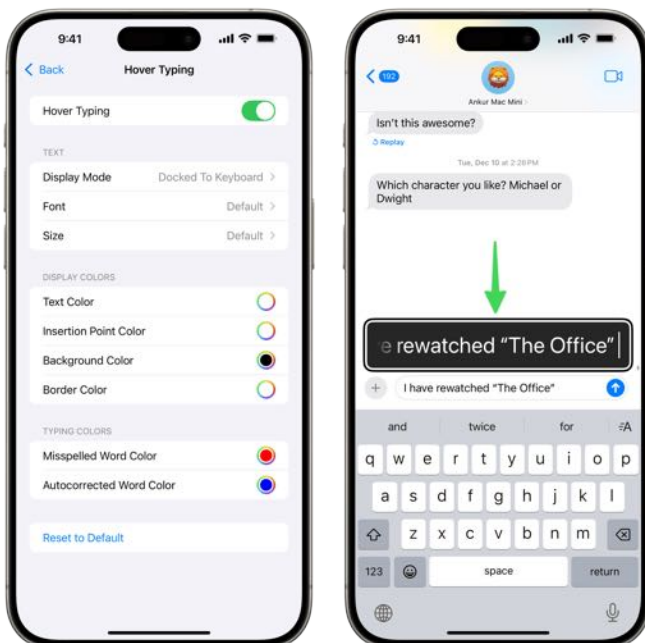 9:41
Back Hover Typing
Hover Typing
TEXT
Display Mode Docked To Keyboard
Font Default
Size Default
DISPLAY COLORS
Text Color
Insertion Point Color
Background Color
Border Color
TYPING COLORS
Misspelled Word Color
Autocorrected Word Color
Reset to Default
9:41
192
Ankur Mac Mini
Isn't this awesome?
Replay
Tue, Dec 10 at 2:26 PM
Which character you like? Michael or
Dwight
e rewatched “The Office”
I have rewatched “The Office”
and twice for A
q w e r t y u i o p
a s d f g h j k l
z x c v b n m
123 space return